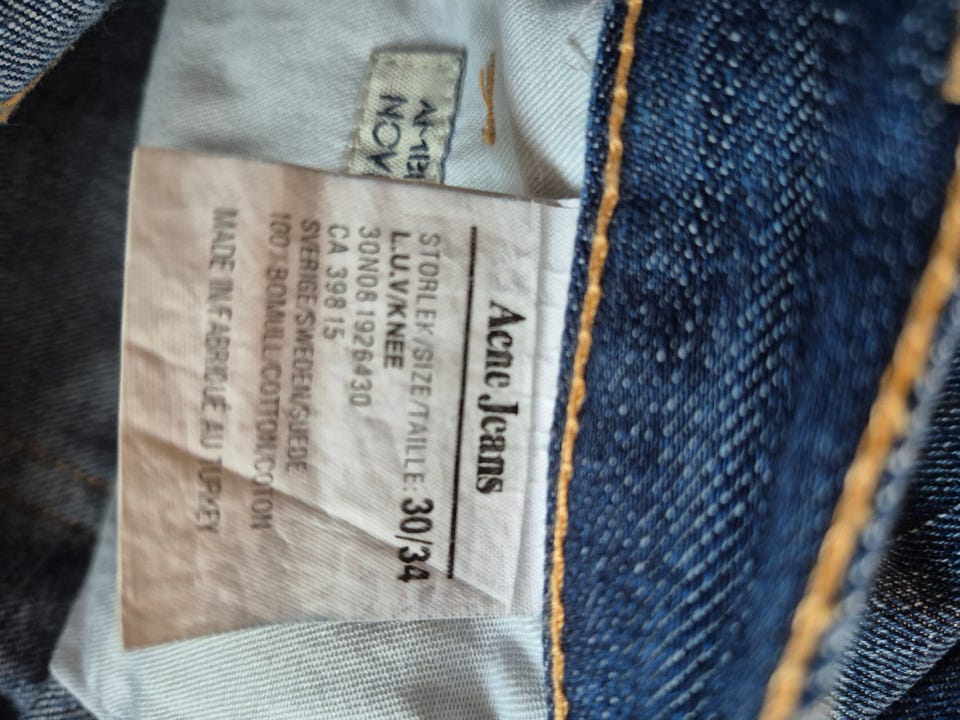 Acne Jeans
STORLEK/SIZE/TAILLE: 30/34
L.U.V/KNEE
30N08 1926430
CA 39815
SVERIGE/SWEDEN/SUEDE
100% BOMULL/COTTON/COTON
MADE IN/FABRIQUÉ AU TURKEY